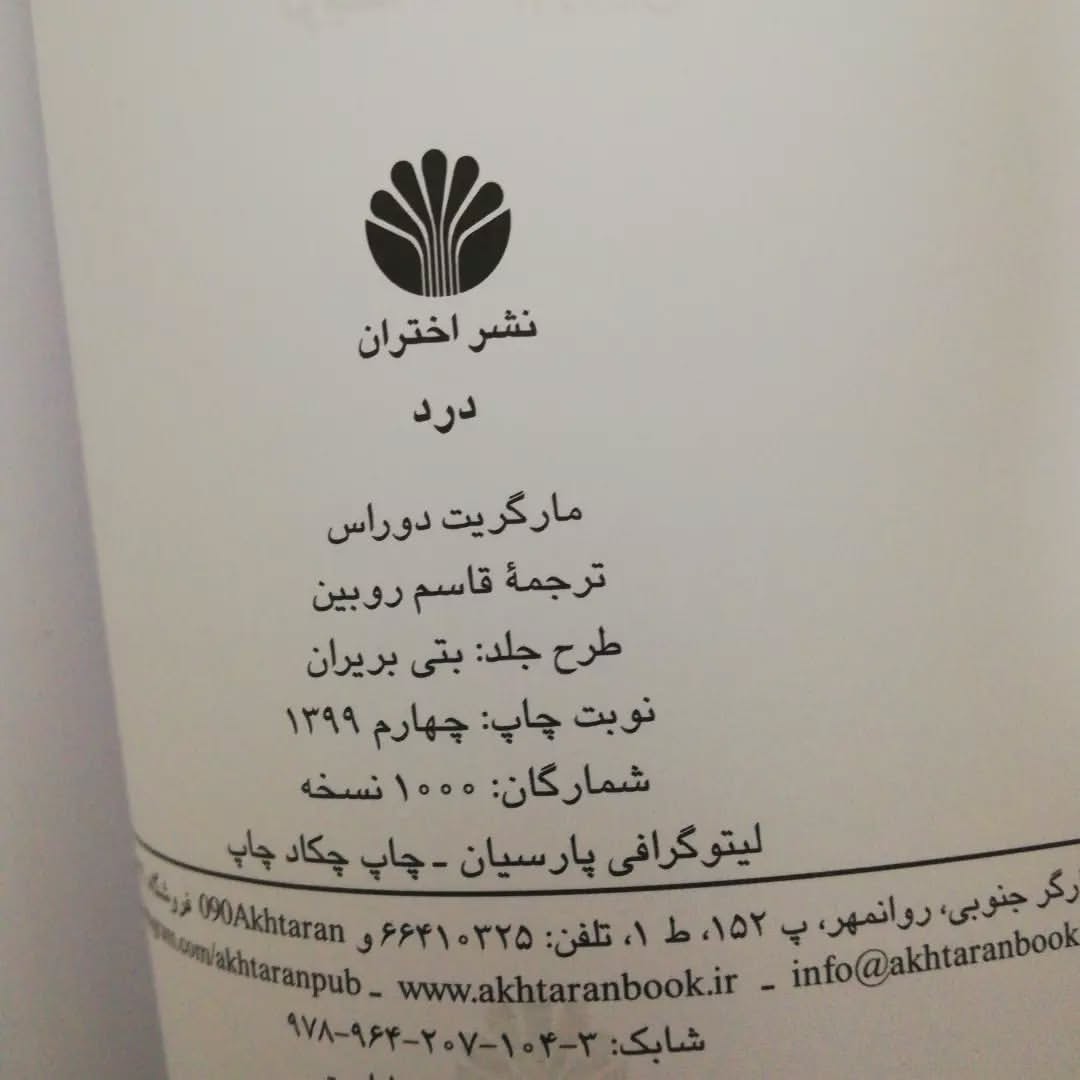 نشر اختران
درد
مارگریت دوراس
ترجمهٔ قاسم روبین
طرح جلد: بتی بریران
نوبت چاپ: چهارم ۱۳۹۹
شمارگان: ۱۰۰۰ نسخه
لیتوگرافی پارسیان ـ چاپ چکاد چاپ
جنوبی، روانمهر، پ ۱۵۲، ط ۱، تلفن: ۶۶۴۱۰۳۲۵ و 090Akhtaran
info@akhtaranbook ـ www.akhtaranbook.ir ـ .com/akhtaranpub
شابک: ۳-۱۰۴-۲۰۷-۹۶۴-۹۷۸